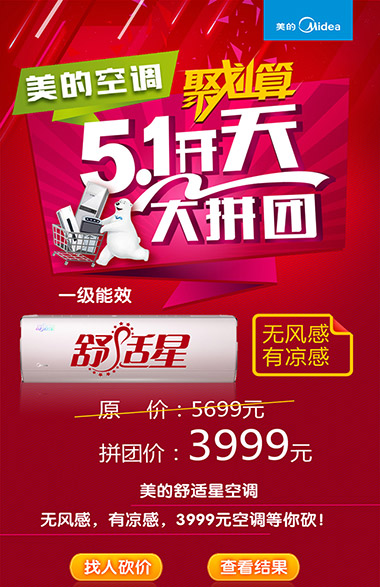 美的 Midea
美的空调
聚划算
5.1开天
大拼团
一级能效
舒适星
无风感
有凉感
原 价：5699元
拼团价：3999元
美的舒适星空调
无风感，有凉感，3999元空调等你砍！
找人砍价 查看结果